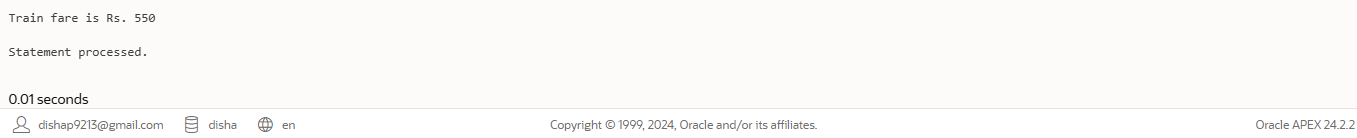 Train fare is Rs. 550
Statement processed.
0.01 seconds
dishap9213@gmail.com disha en Copyright © 1999, 2024, Oracle and/or its affiliates. Oracle APEX 24.2.2